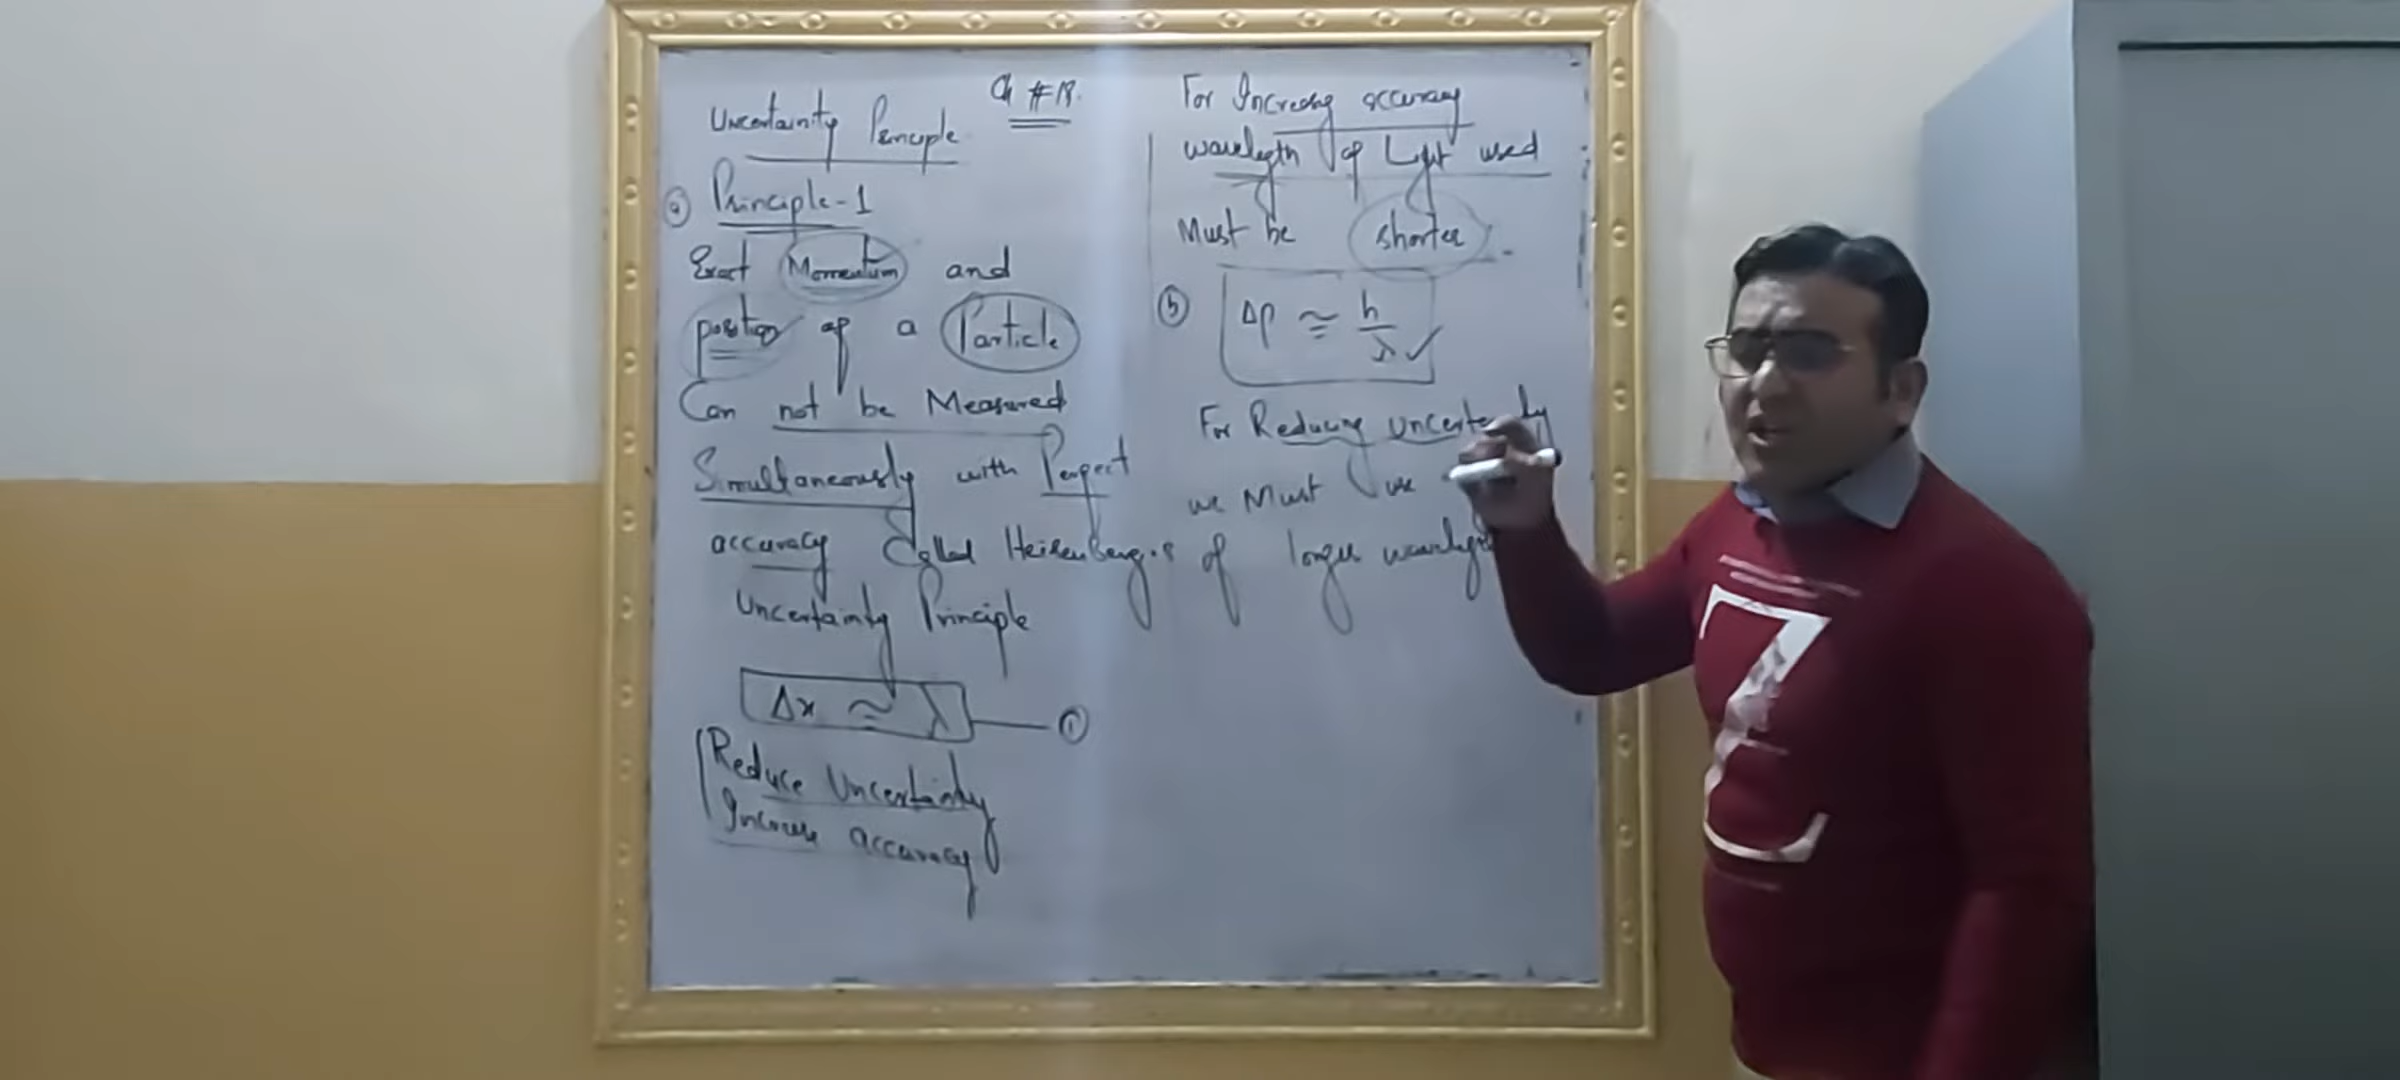 Uncertainty Principle
Ch # 18.
(a) Principle-1
Exact Momentum and
position of a Particle
Can not be Measured
Simultaneously with Perfect
accuracy Called Heisenberg's
Uncertainty Principle
Δx ≅ λ — (1)
Reduce Uncertainty
Increase accuracy
For Increasing accuracy
wavelength of Light used
Must be shorter.
(b) Δp ≅ h/λ ✓
For Reducing Uncertainty
we Must use
of longer wavelength